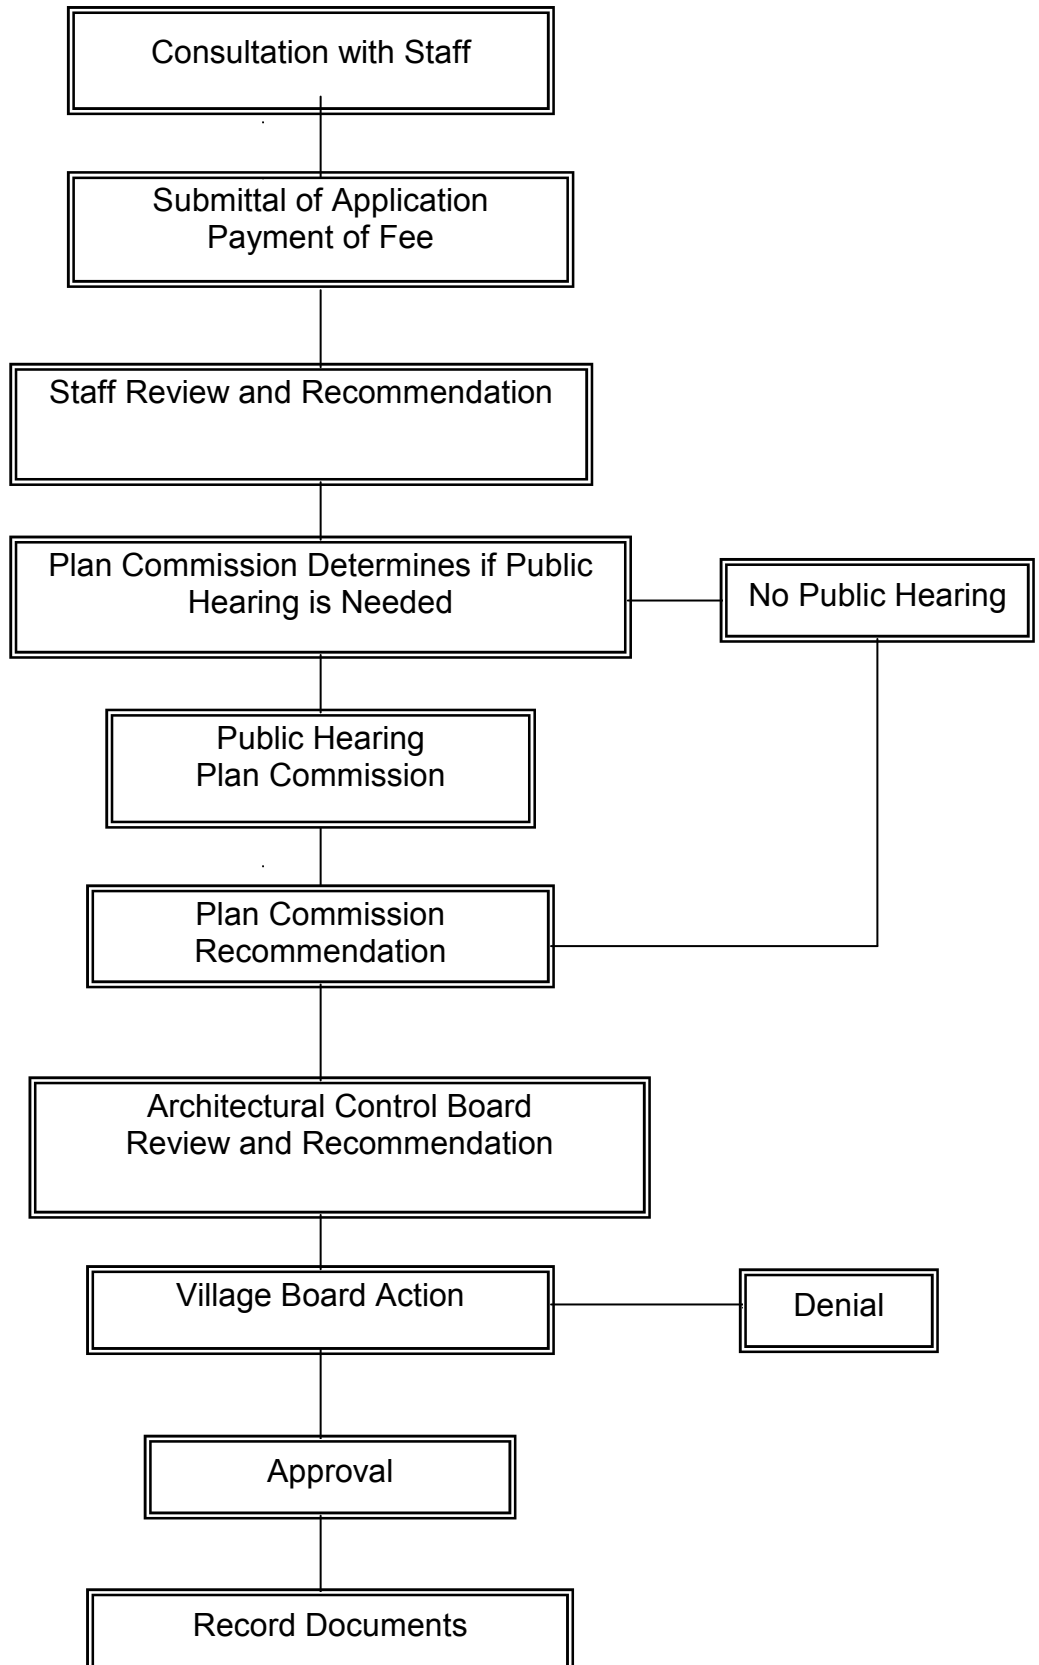 Consultation with Staff
Submittal of Application
Payment of Fee
Staff Review and Recommendation
Plan Commission Determines if Public
Hearing is Needed
No Public Hearing
Public Hearing
Plan Commission
Plan Commission
Recommendation
Architectural Control Board
Review and Recommendation
Village Board Action
Denial
Approval
Record Documents